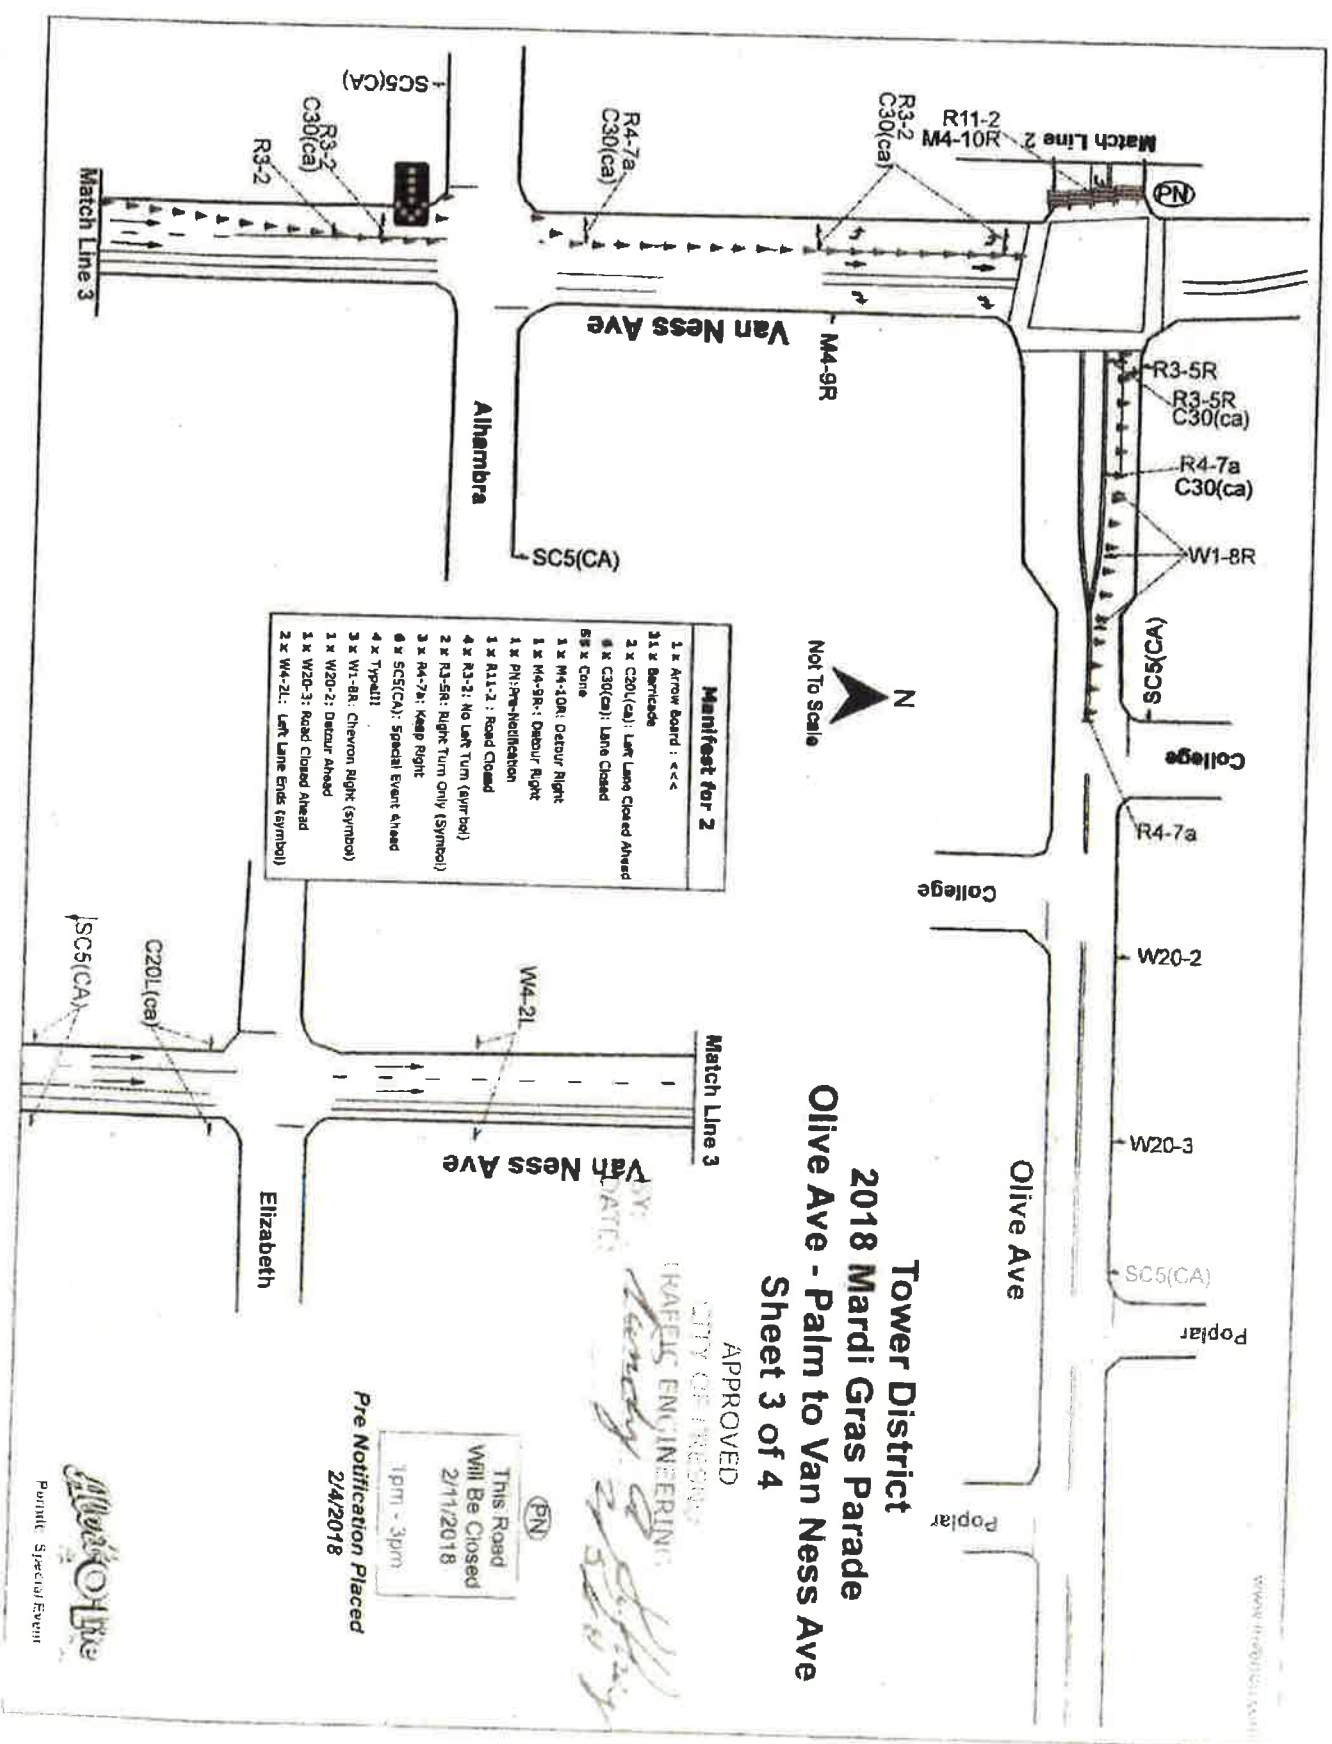 Tower District
2018 Mardi Gras Parade
Olive Ave - Palm to Van Ness Ave
Sheet 3 of 4
APPROVED
CITY OF FRESNO
TRAFFIC ENGINEERING
BY:
DATE:
(PN)
This Road
Will Be Closed
2/11/2018
1pm - 3pm
Pre Notification Placed
2/4/2018
Special Event
N
Not To Scale
Manifest for 2
1 x Arrow Board : <<<
11 x Barricade
2 x C20L(ca): Left Lane Closed Ahead
6 x C30(ca): Lane Closed
1 x M4-10R: Detour Right
1 x M4-9R-: Detour Right
1 x PN:Pre-Notification
1 x R11-2 : Road Closed
4 x R3-2: No Left Turn (symbol)
2 x R3-5R: Right Turn Only (Symbol)
3 x R4-7a: Keep Right
6 x SC5(CA): Special Event Ahead
4 x TypeIII
3 x W1-8R: Chevron Right (symbol)
1 x W20-2: Detour Ahead
1 x W20-3: Road Closed Ahead
2 x W4-2L: Left Lane Ends (symbol)
Match Line 2
(PN)
R11-2
M4-10R
R3-2
C30(ca)
R4-7a
C30(ca)
SC5(CA)
R3-2
C30(ca)
R3-2
Match Line 3
Van Ness Ave
M4-9R
Alhambra
SC5(CA)
R3-5R
R3-5R
C30(ca)
R4-7a
C30(ca)
W1-8R
SC5(CA)
College
R4-7a
College
W20-2
W20-3
Olive Ave
SC5(CA)
Poplar
Poplar
Match Line 3
W4-2L
Van Ness Ave
C20L(ca)
SC5(CA)
Elizabeth